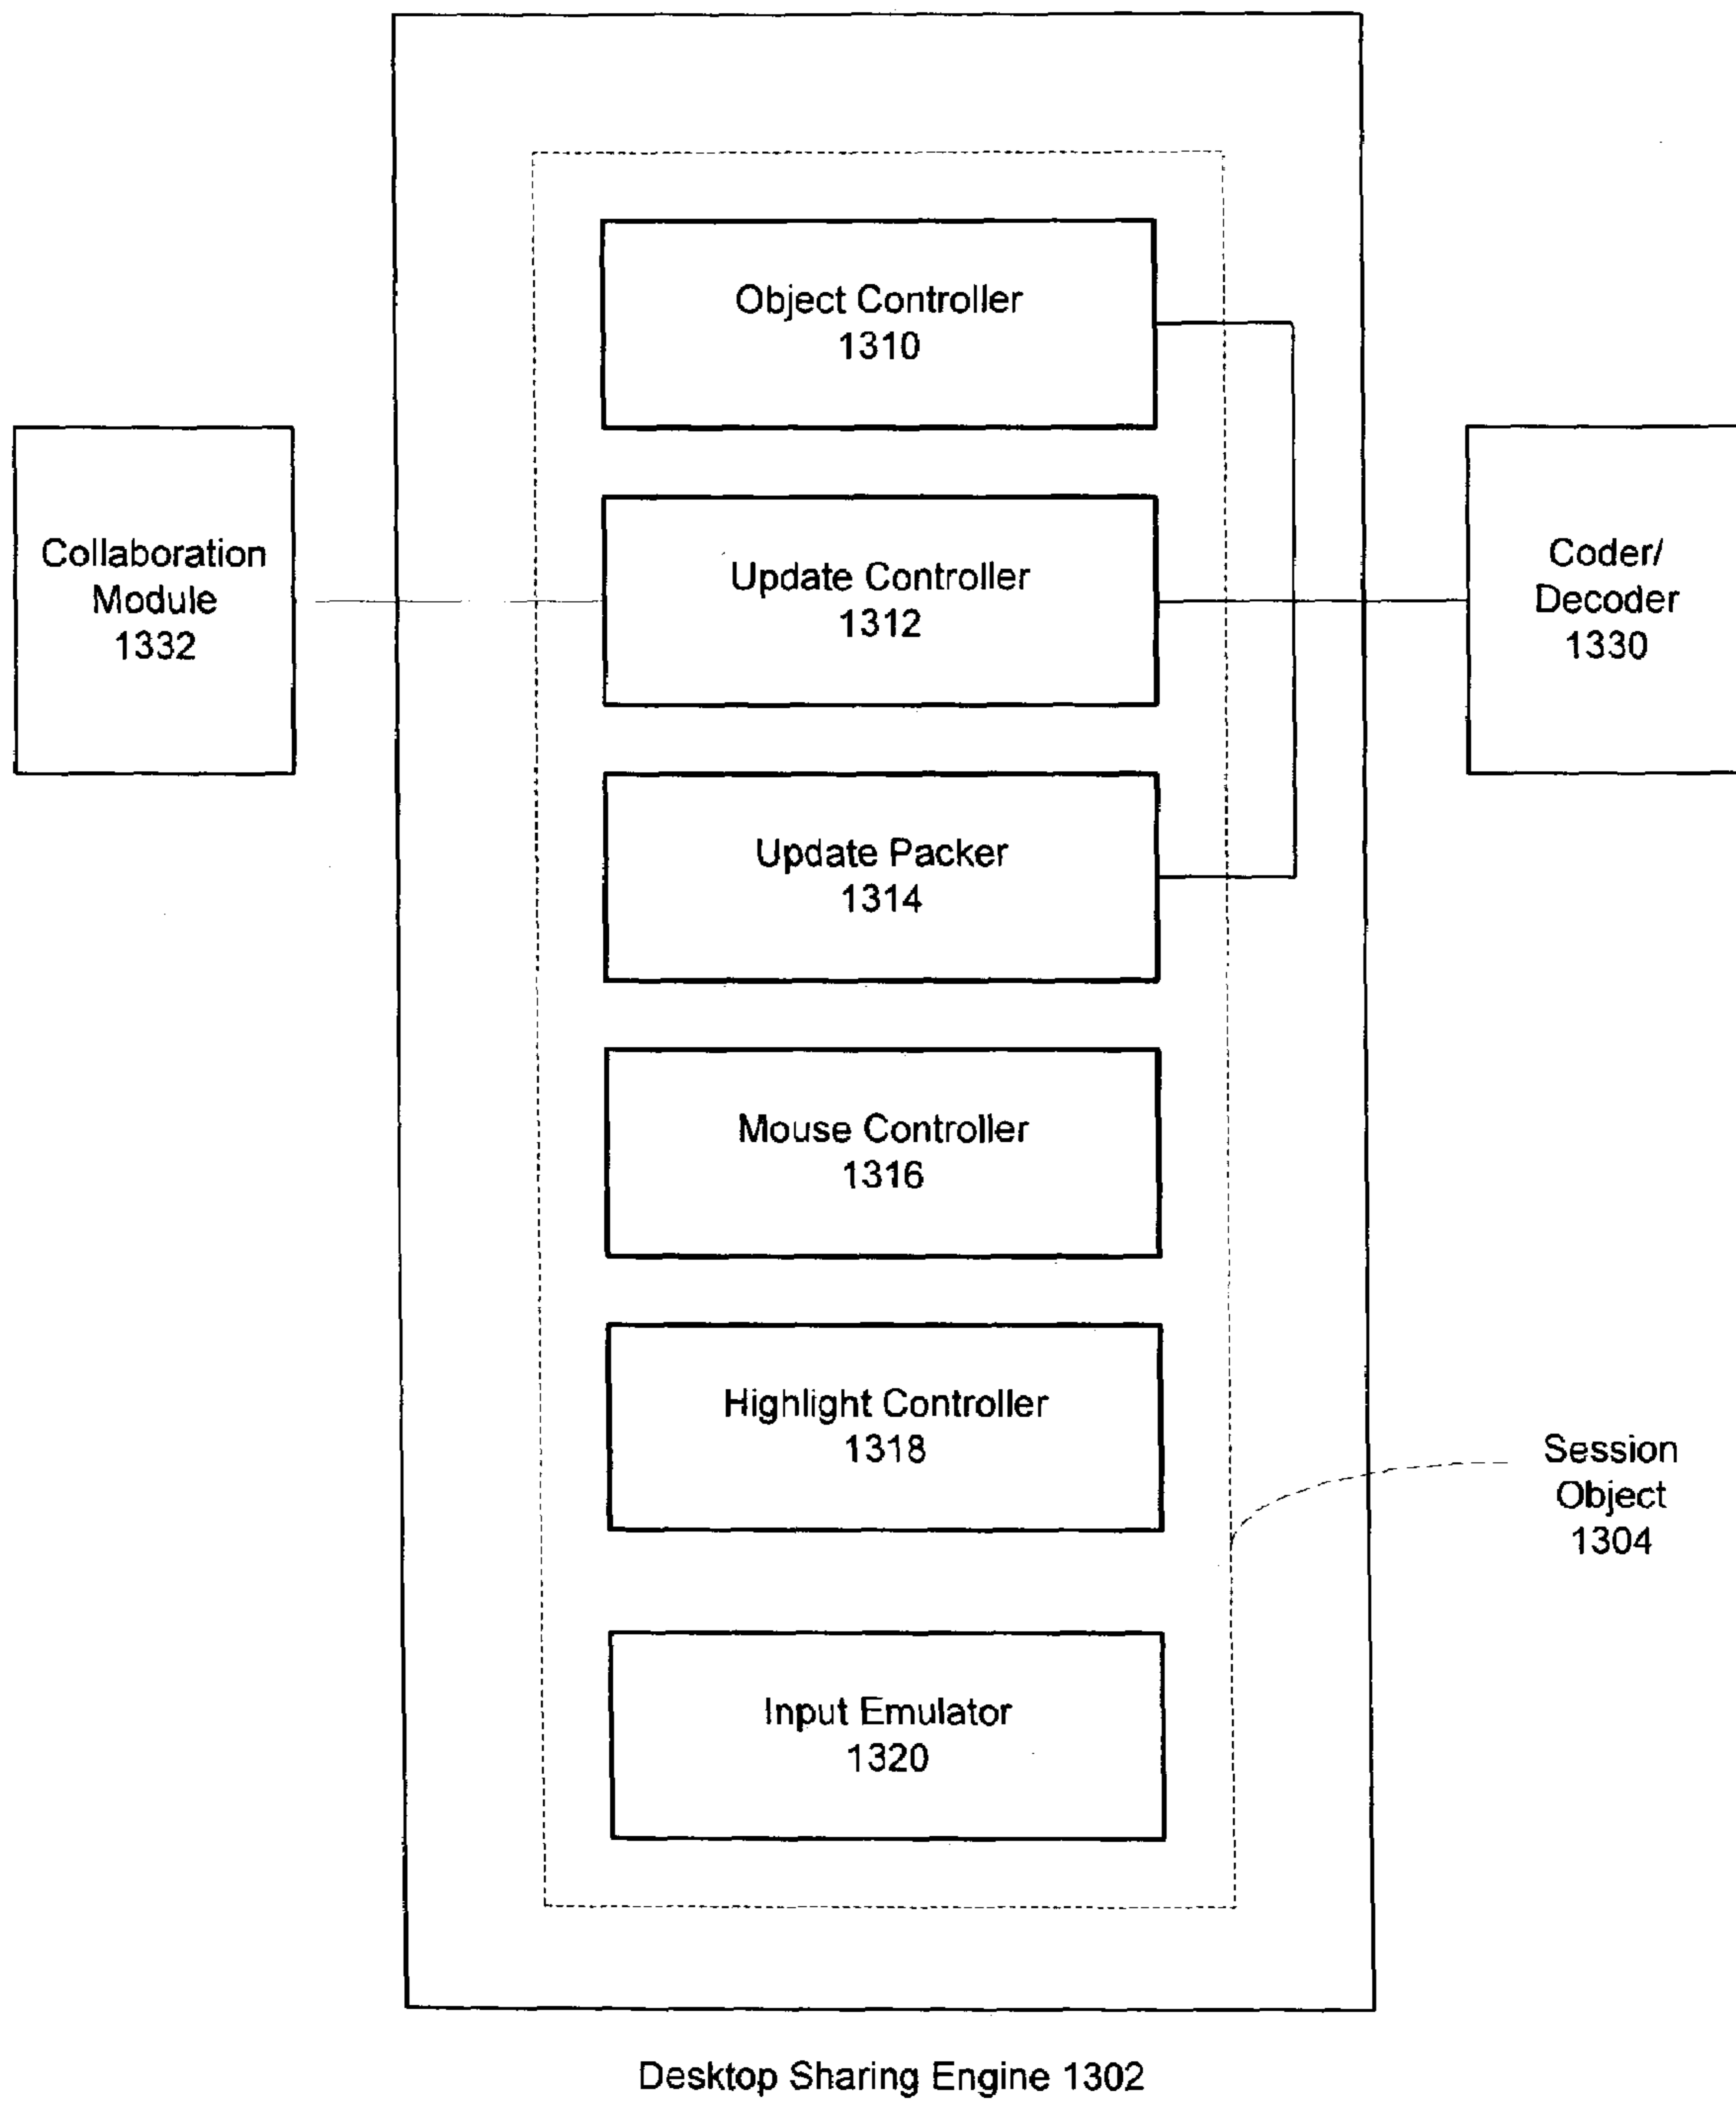 Object Controller
1310
Collaboration
Module
1332
Update Controller
1312
Coder/
Decoder
1330
Update Packer
1314
Mouse Controller
1316
Highlight Controller
1318
Session
Object
1304
Input Emulator
1320
Desktop Sharing Engine 1302